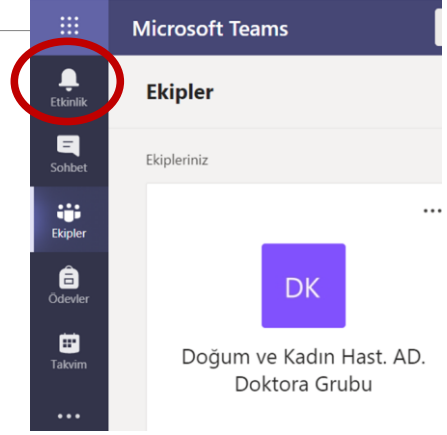 Microsoft Teams
Etkinlik
Sohbet
Ekipler
Ödevler
Takvim
Ekipler
Ekipleriniz
DK
Doğum ve Kadın Hast. AD.
Doktora Grubu